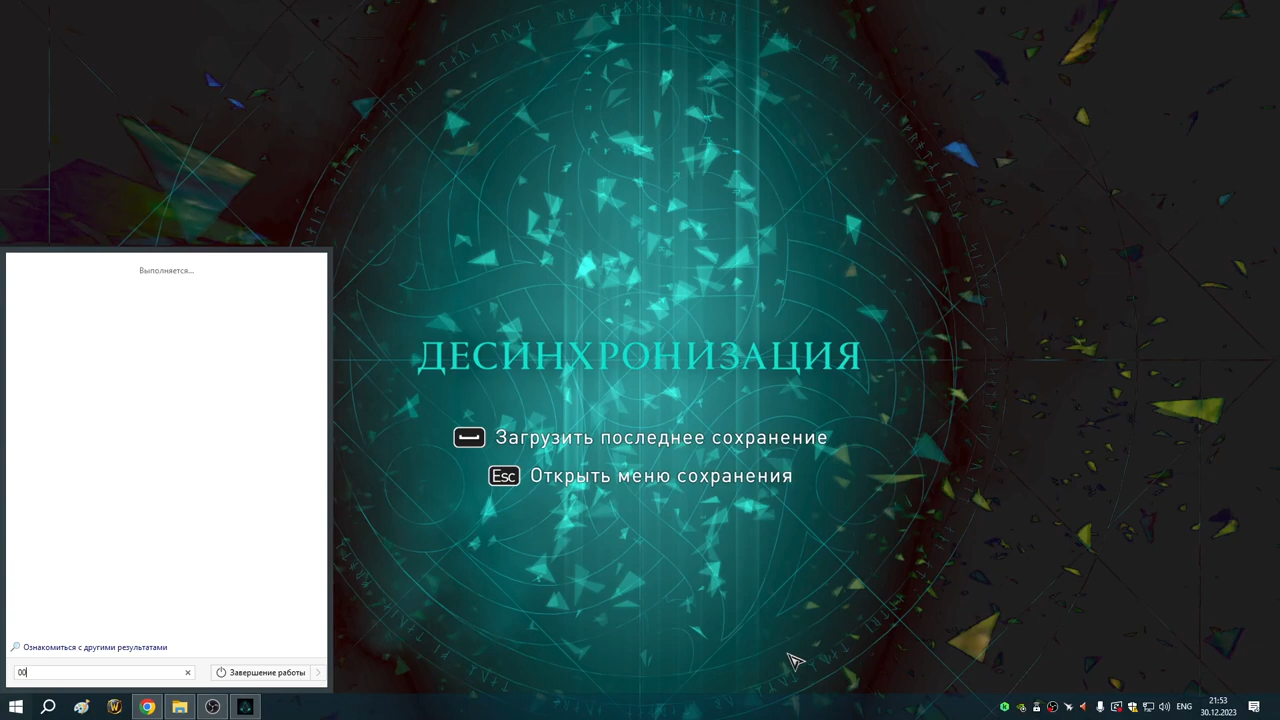 Выполняется...
ДЕСИНХРОНИЗАЦИЯ
Загрузить последнее сохранение
Esc Открыть меню сохранения
Ознакомиться с другими результатами
00
Завершение работы
ENG
21:53
30.12.2023